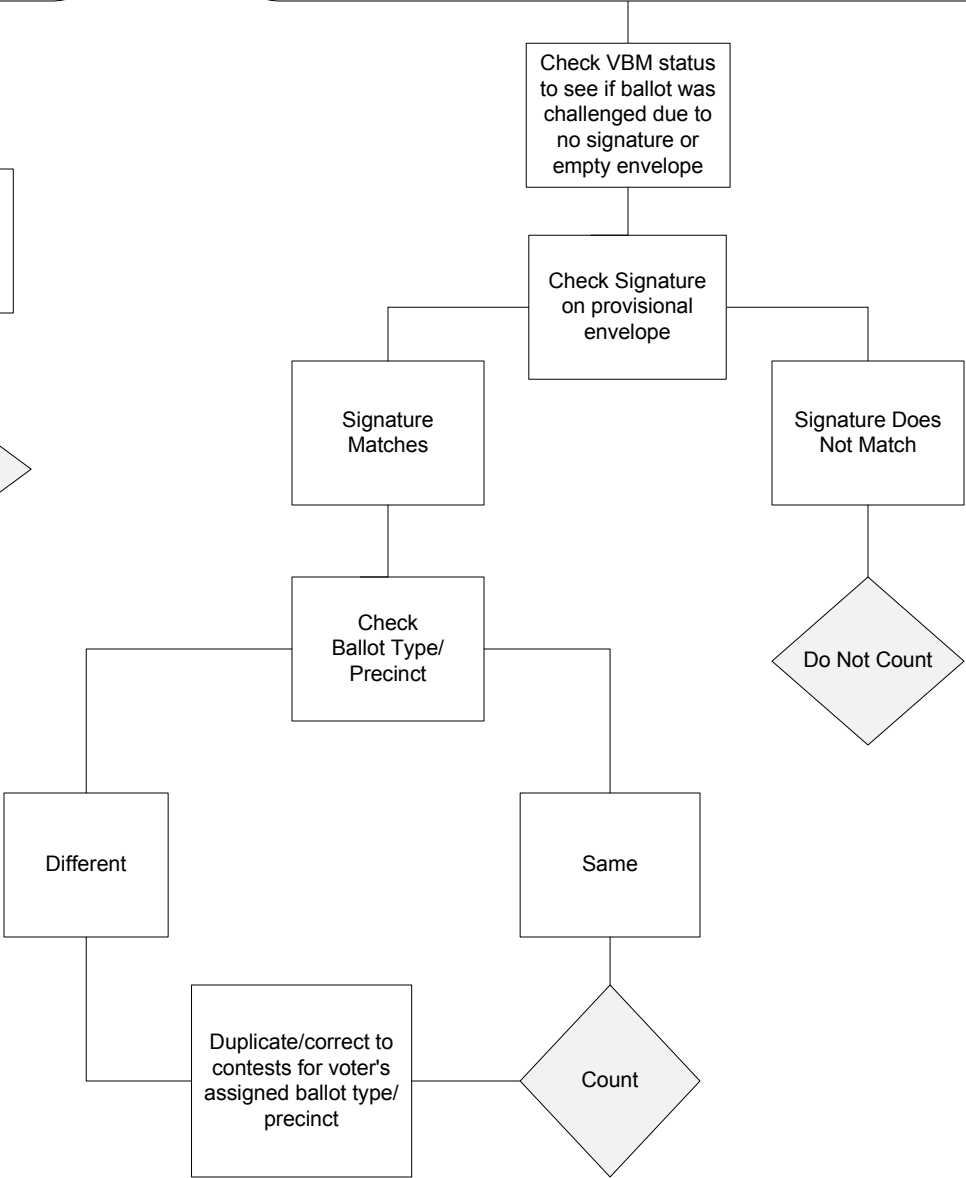 Check VBM status
to see if ballot was
challenged due to
no signature or
empty envelope
Check Signature
on provisional
envelope
Signature
Matches
Signature Does
Not Match
Check
Ballot Type/
Precinct
Do Not Count
Different
Same
Duplicate/correct to
contests for voter's
assigned ballot type/
precinct
Count